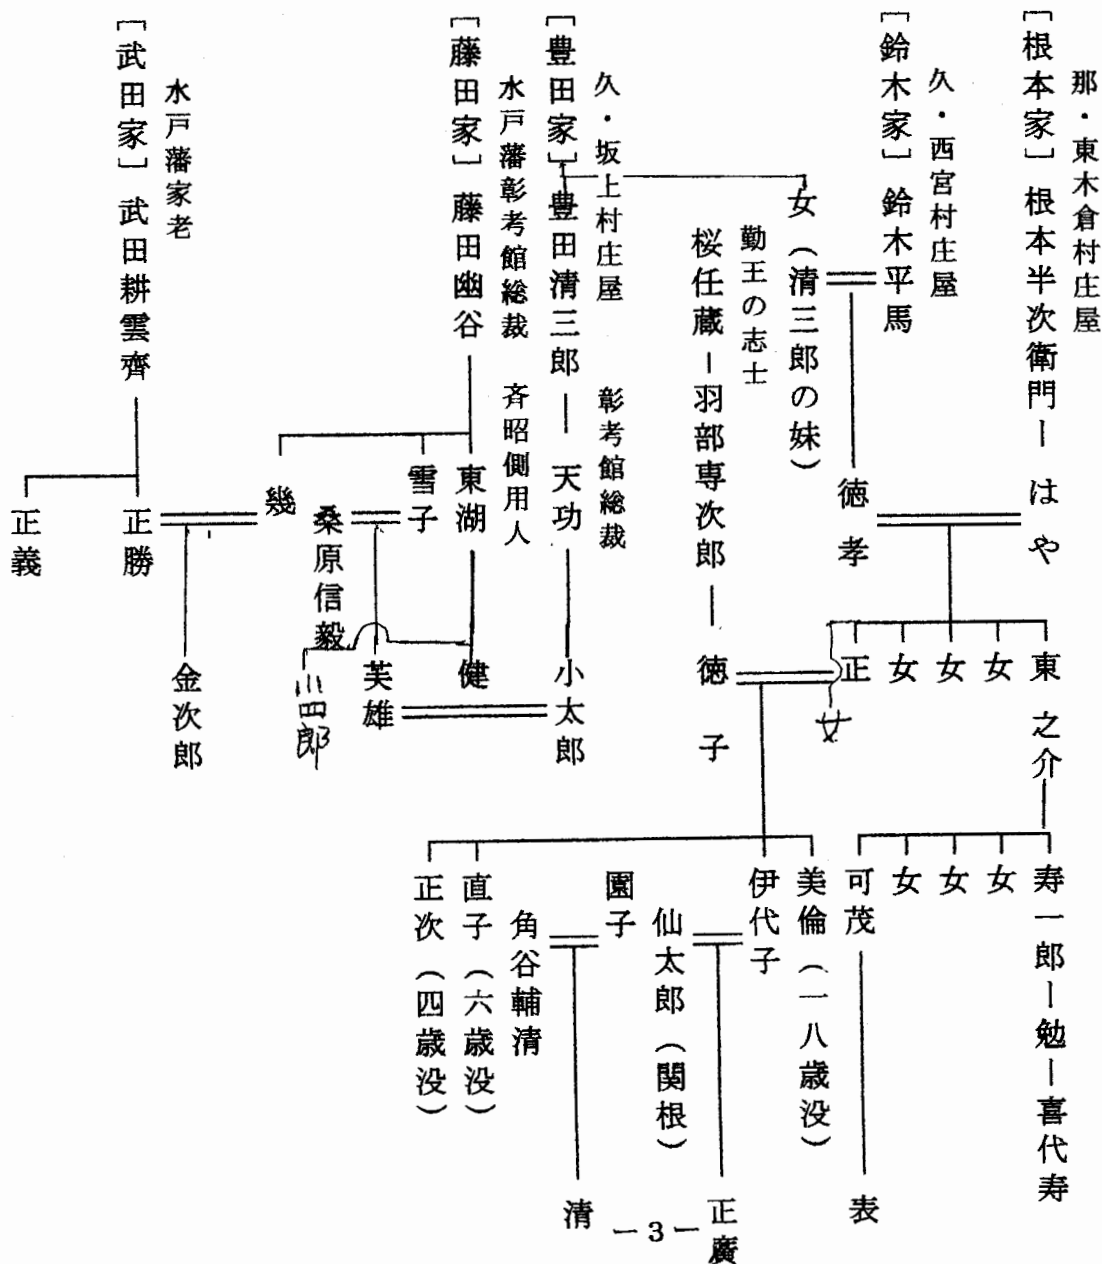 那・東木倉村庄屋
［根本家］根本半次衛門ーはや
久・西宮村庄屋
［鈴木家］鈴木平馬
徳孝
東之介
女
女
女
正
女
寿一郎ー勉ー喜代寿
女
女
女
可茂
表
女（清三郎の妹）
勤王の志士
桜任蔵ー羽部専次郎ー徳子
美倫（一八歳没）
伊代子
仙太郎（関根）
正廣
園子
角谷輔清
清
直子（六歳没）
正次（四歳没）
久・坂上村庄屋
彰考館総裁
［豊田家］豊田清三郎ー天功
小太郎
水戸藩彰考館総裁
斉昭側用人
［藤田家］藤田幽谷
東湖
健
雪子
芙雄
桑原信毅
小四郎
幾
水戸藩家老
［武田家］武田耕雲齊
正勝
金次郎
正義
ー3ー